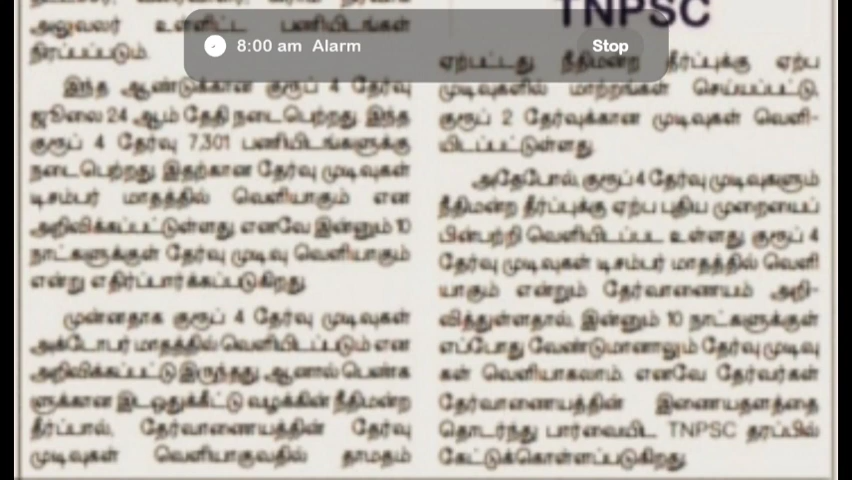 அலுவலர் உள்ளிட்ட பணியிடங்கள்
நிரப்பப்படும்.
இந்த ஆண்டுக்கான குரூப் 4 தேர்வு
ஜூலை 24 ஆம் தேதி நடைபெற்றது. இந்த
குரூப் 4 தேர்வு 7,301 பணியிடங்களுக்கு
நடைபெற்றது. இதற்கான தேர்வு முடிவுகள்
டிசம்பர் மாதத்தில் வெளியாகும் என
அறிவிக்கப்பட்டுள்ளது. எனவே இன்னும் 10
நாட்களுக்குள் தேர்வு முடிவு வெளியாகும்
என்று எதிர்ப்பார்க்கப்படுகிறது.
முன்னதாக குரூப் 4 தேர்வு முடிவுகள்
அக்டோபர் மாதத்தில் வெளியிடப்படும் என
அறிவிக்கப்பட்டு இருந்தது. ஆனால் பெண்க
ளுக்கான இடஒதுக்கீட்டு வழக்கின் நீதிமன்ற
தீர்ப்பால், தேர்வாணையத்தின் தேர்வு
முடிவுகள் வெளியாகுவதில் தாமதம்
TNPSC
8:00 am Alarm Stop
ஏற்பட்டது. நீதிமன்ற தீர்ப்புக்கு ஏற்ப
முடிவுகளில் மாற்றங்கள் செய்யப்பட்டு,
குரூப் 2 தேர்வுக்கான முடிவுகள் வெளி-
யிடப்பட்டுள்ளது.
அதேபோல், குரூப் 4 தேர்வு முடிவுகளும்
நீதிமன்ற தீர்ப்புக்கு ஏற்ப புதிய முறையைப்
பின்பற்றி வெளியிடப்பட உள்ளது. குரூப் 4
தேர்வு முடிவுகள் டிசம்பர் மாதத்தில் வெளி
யாகும் என்றும் தேர்வாணையம் அறி-
வித்துள்ளதால், இன்னும் 10 நாட்களுக்குள்
எப்போது வேண்டுமானாலும் தேர்வு முடிவு
கள் வெளியாகலாம். எனவே தேர்வர்கள்
தேர்வாணையத்தின் இணையதளத்தை
தொடர்ந்து பார்வையிட TNPSC தரப்பில்
கேட்டுக்கொள்ளப்படுகிறது.